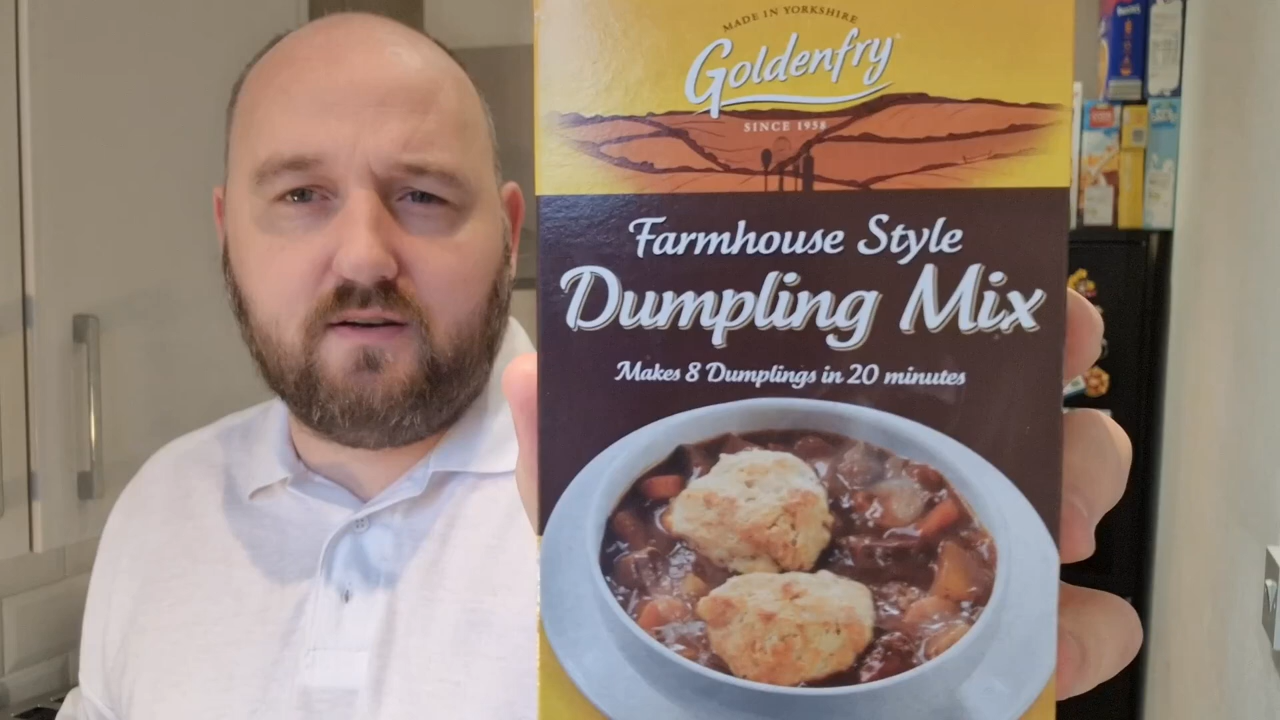 MADE IN YORKSHIRE
Goldenfry
SINCE 1958
Farmhouse Style
Dumpling Mix
Makes 8 Dumplings in 20 minutes